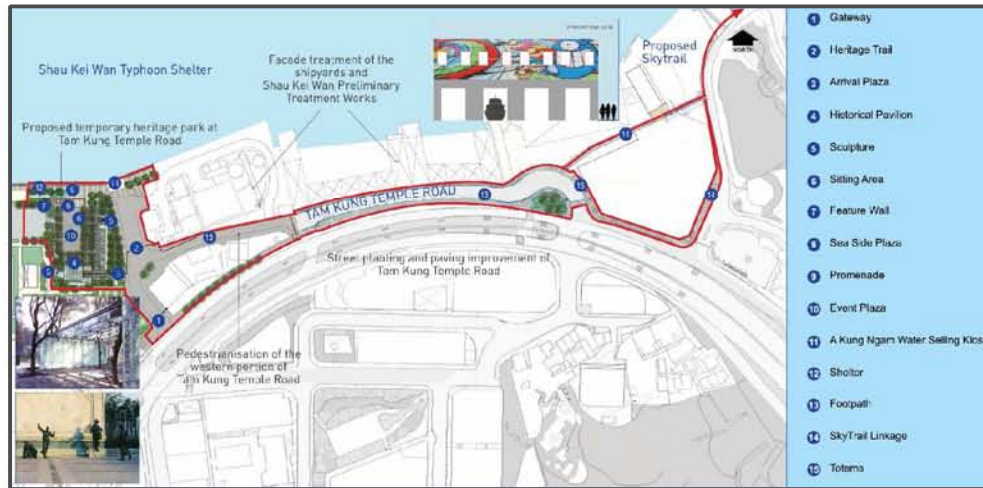 Shau Kei Wan Typhoon Shelter
Facade treatment of the
shipyards and
Shau Kei Wan Preliminary
Treatment Works
Proposed
Skytrail
Proposed temporary heritage park at
Tam Kung Temple Road
TAM KUNG TEMPLE ROAD
Street planting and paving improvement of
Tam Kung Temple Road
Pedestrianisation of the
western portion of
Tam Kung Temple Road
1 Gateway
2 Heritage Trail
3 Arrival Plaza
4 Historical Pavilion
5 Sculpture
6 Sitting Area
7 Feature Wall
8 Sea Side Plaza
9 Promenade
10 Event Plaza
11 A Kung Ngam Water Selling Kios
12 Shelter
13 Footpath
14 SkyTrail Linkage
15 Totems